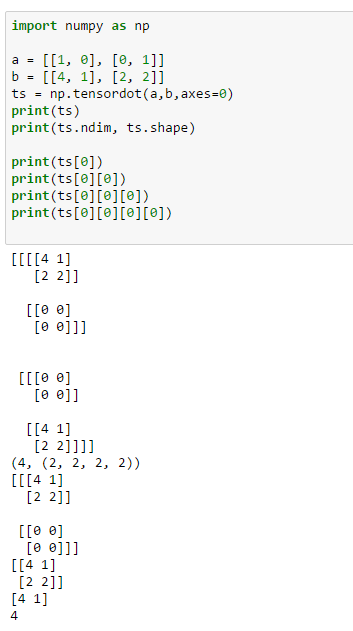 import numpy as np
a = [[1, 0], [0, 1]]
b = [[4, 1], [2, 2]]
ts = np.tensordot(a,b,axes=0)
print(ts)
print(ts.ndim, ts.shape)
print(ts[0])
print(ts[0][0])
print(ts[0][0][0])
print(ts[0][0][0][0])
[[[[4 1]
[2 2]]
[[0 0]
[0 0]]]
[[[0 0]
[0 0]]
[[4 1]
[2 2]]]]
(4, (2, 2, 2, 2))
[[[4 1]
[2 2]]
[[0 0]
[0 0]]]
[[4 1]
[2 2]]
[4 1]
4